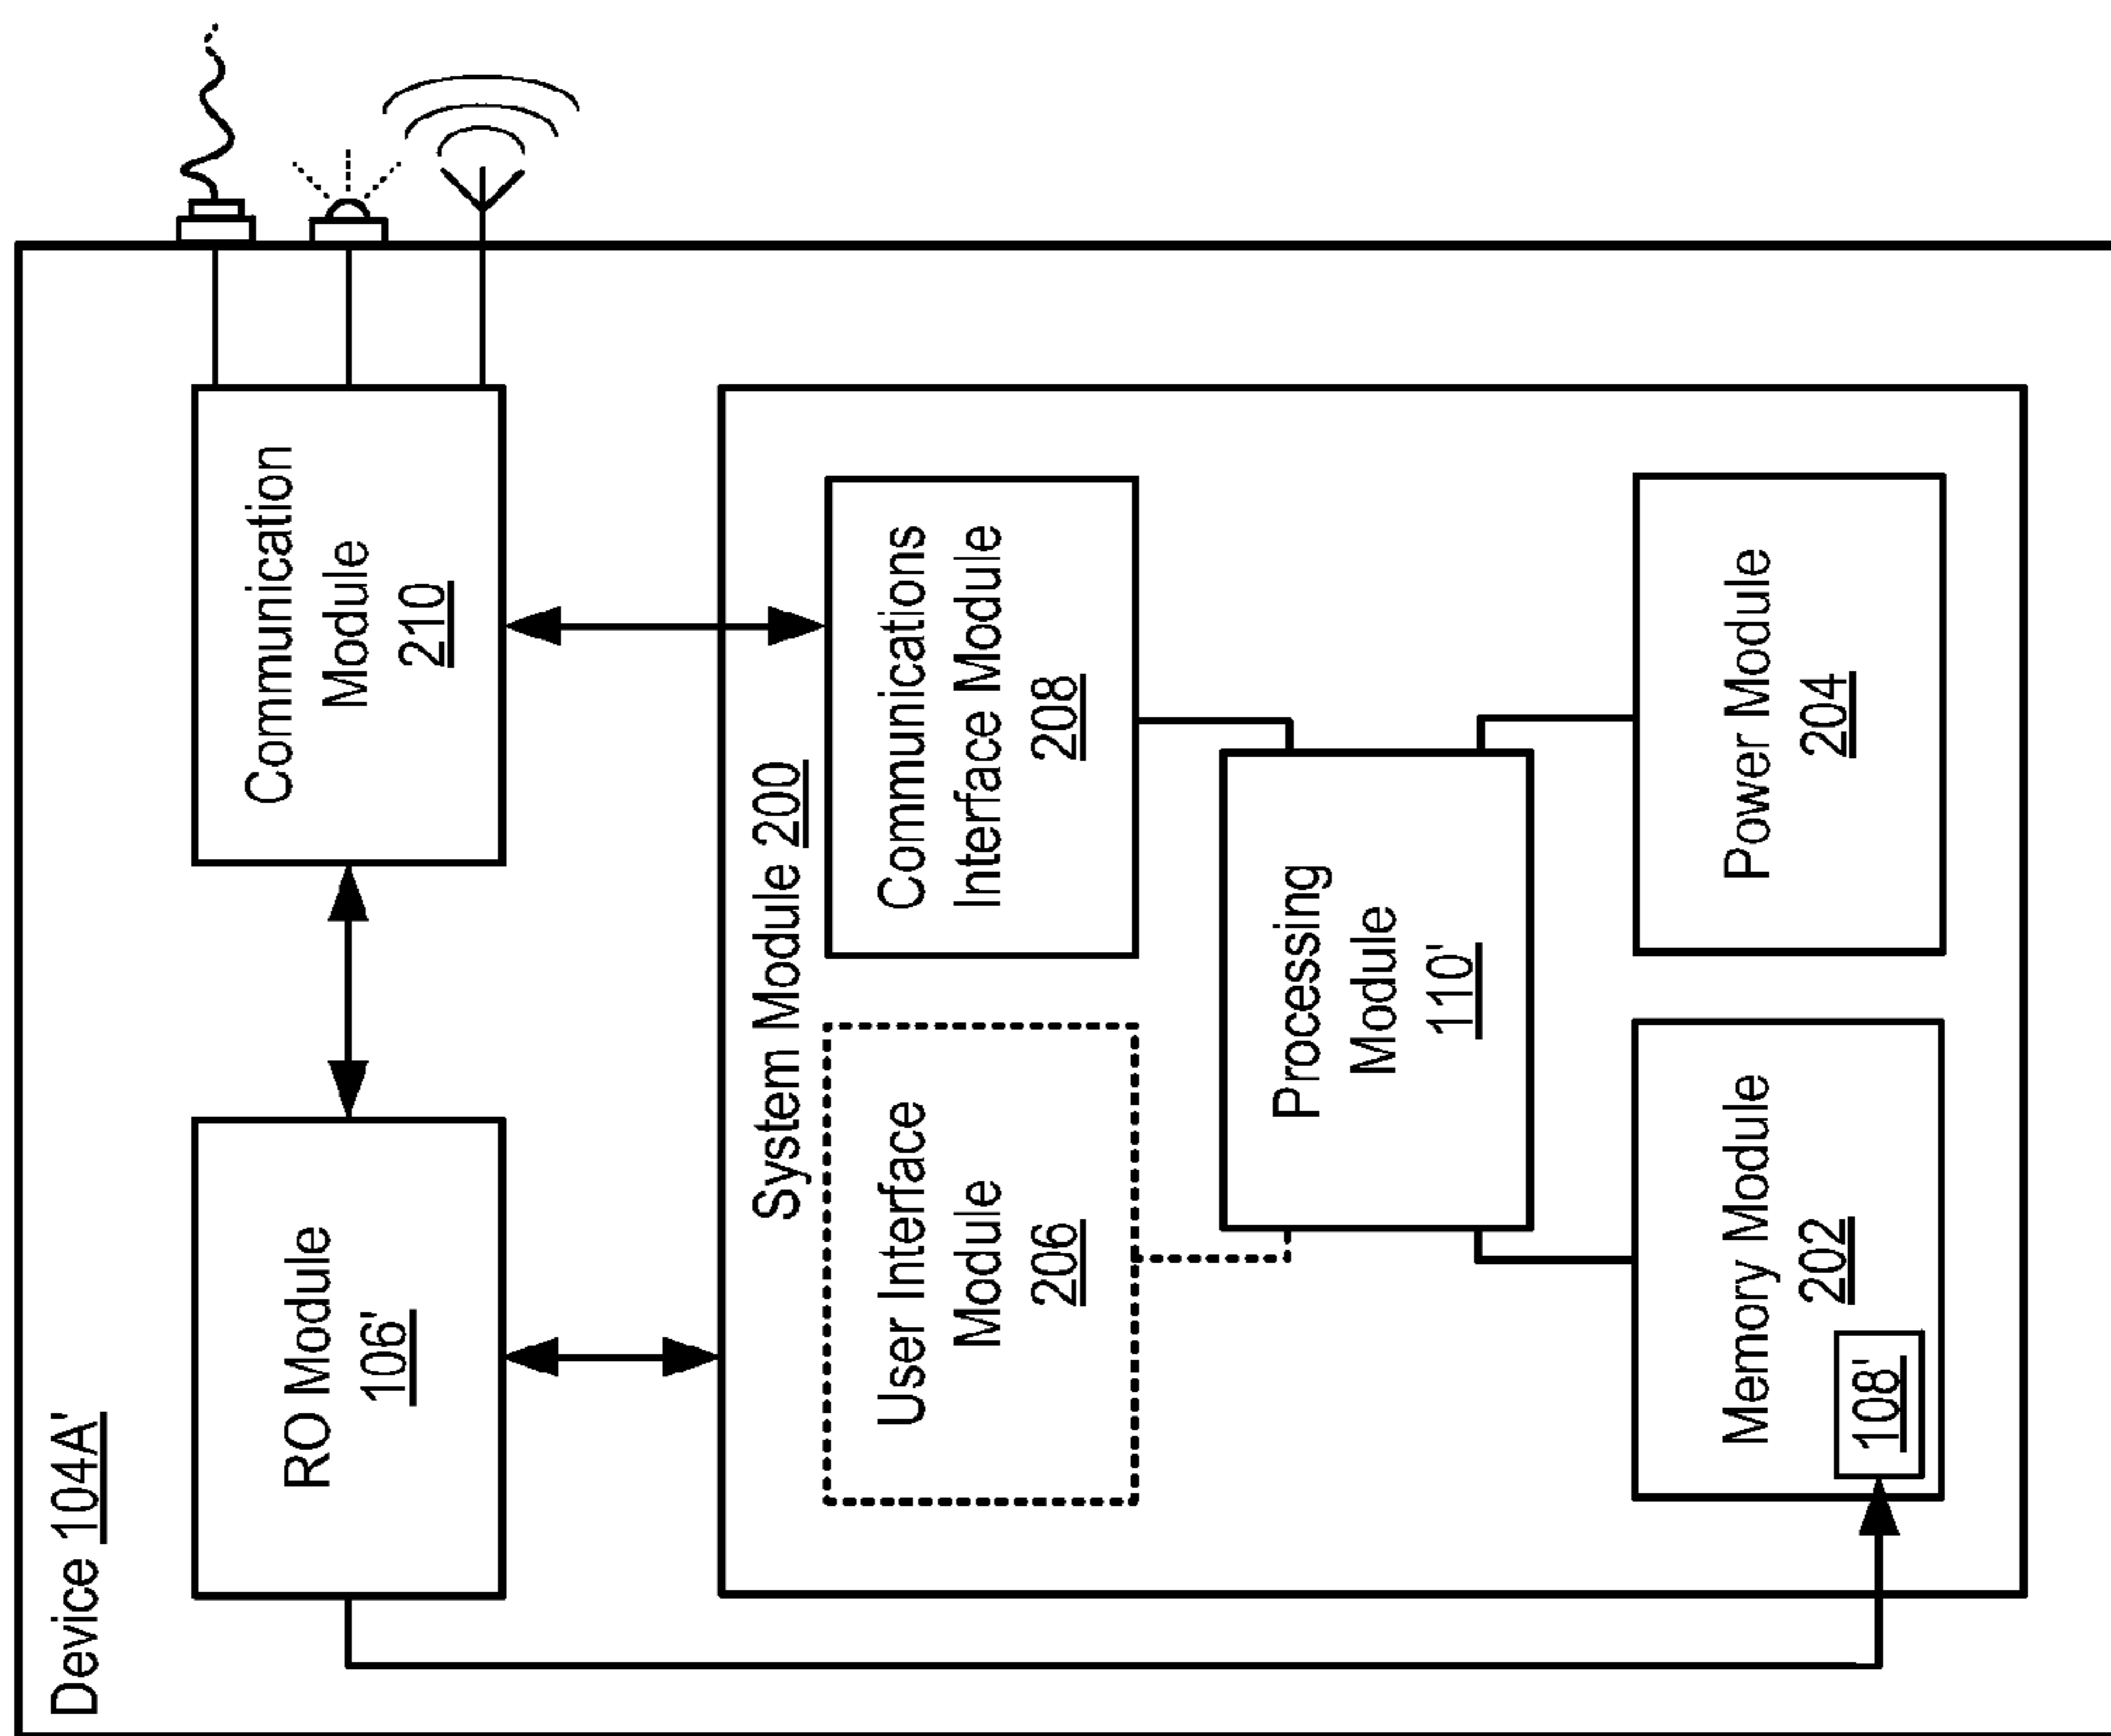 Device 104A'
RO Module
106'
Communication
Module
210
System Module 200
User Interface
Module
206
Communications
Interface Module
208
Processing
Module
110'
Memory Module
202
108'
Power Module
204